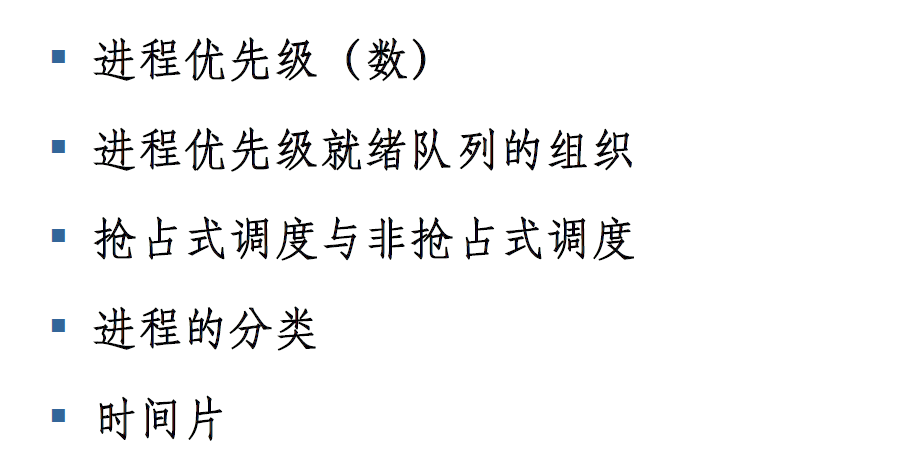 ▪ 进程优先级（数）
▪ 进程优先级就绪队列的组织
▪ 抢占式调度与非抢占式调度
▪ 进程的分类
▪ 时间片